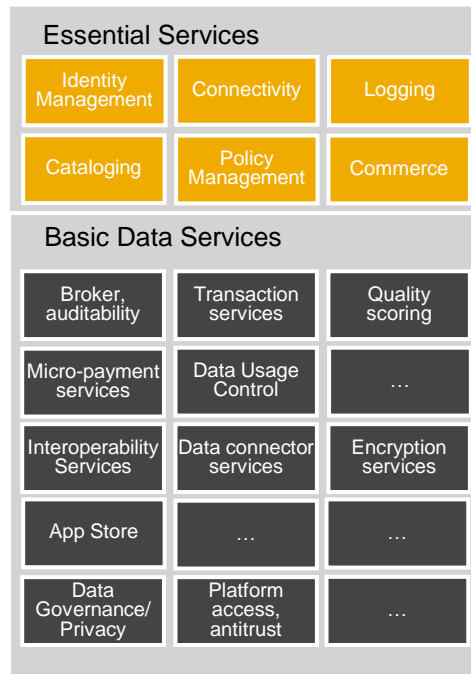 Essential Services
Identity
Management
Connectivity
Logging
Cataloging
Policy
Management
Commerce
Basic Data Services
Broker,
auditability
Transaction
services
Quality
scoring
Micro-payment
services
Data Usage
Control
…
Interoperability
Services
Data connector
services
Encryption
services
App Store
…
…
Data
Governance/
Privacy
Platform
access,
antitrust
…